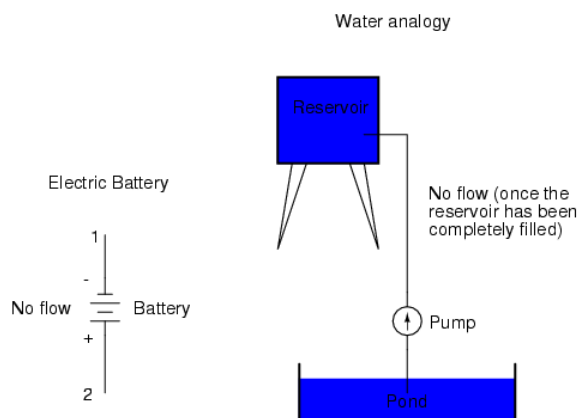 Water analogy
Reservoir
Electric Battery
No flow (once the
reservoir has been
completely filled)
1
-
No flow Battery
+
Pump
2
Pond